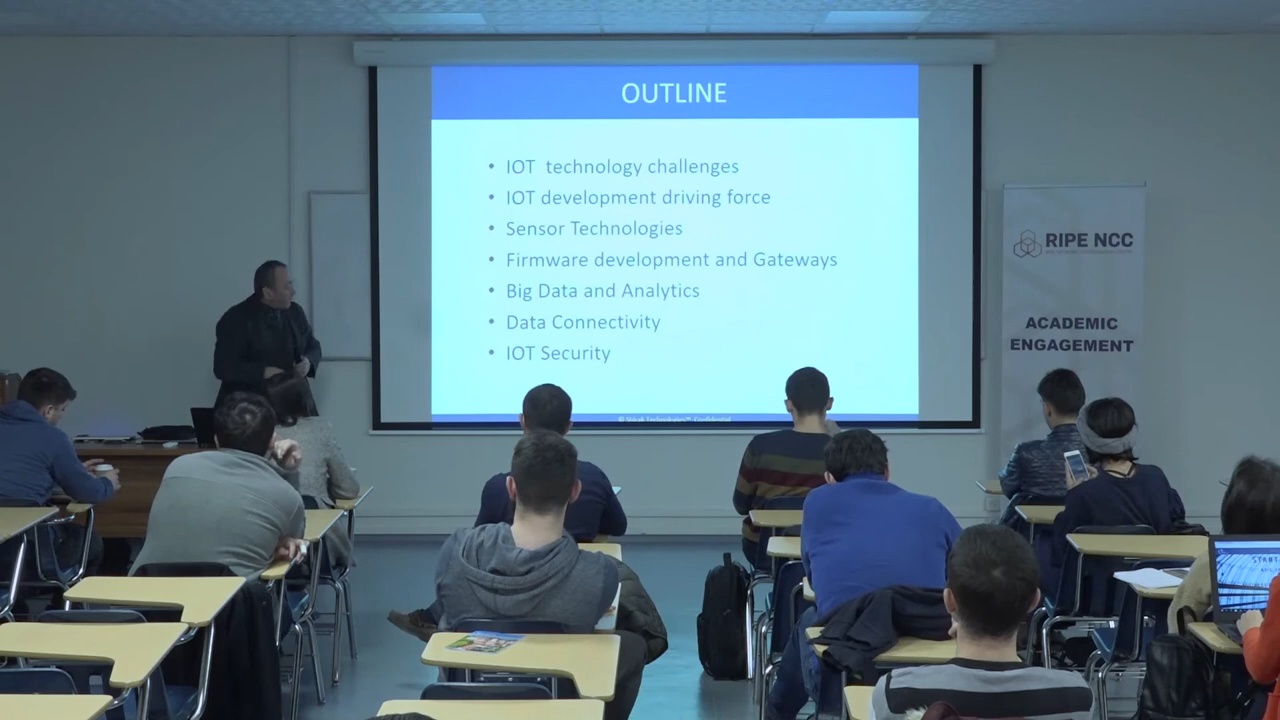 OUTLINE
• IOT technology challenges
• IOT development driving force
• Sensor Technologies
• Firmware development and Gateways
• Big Data and Analytics
• Data Connectivity
• IOT Security
Confidential
RIPE NCC
ACADEMIC
ENGAGEMENT